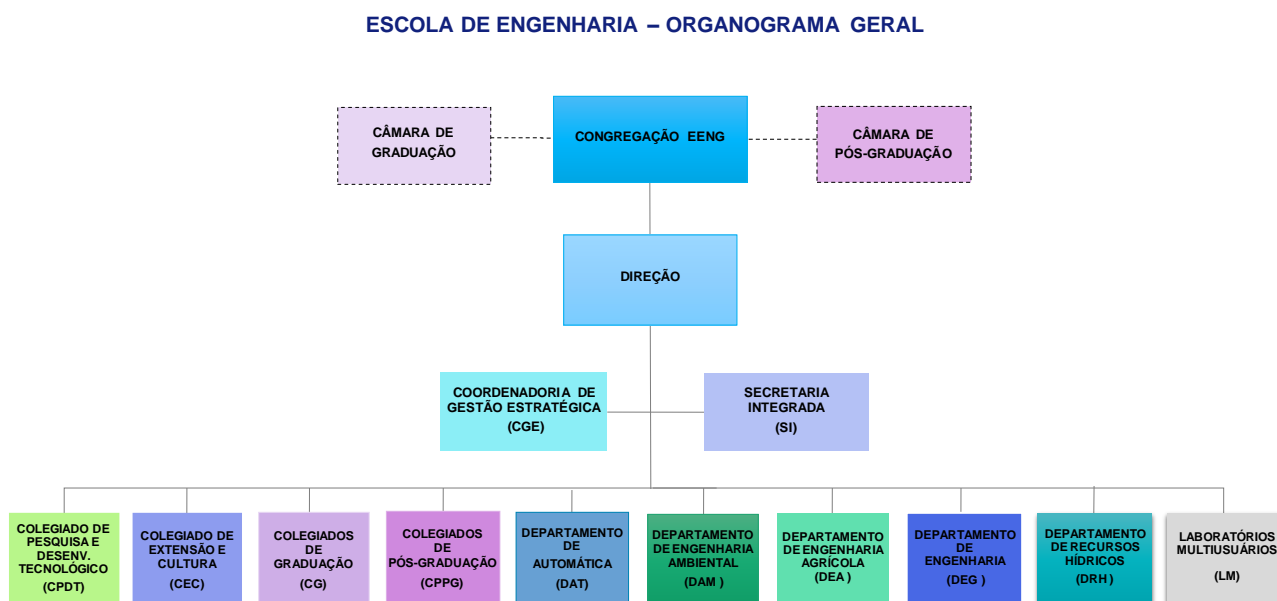 ESCOLA DE ENGENHARIA – ORGANOGRAMA GERAL
CÂMARA DE
GRADUAÇÃO
CONGREGAÇÃO EENG
CÂMARA DE
PÓS-GRADUAÇÃO
DIREÇÃO
COORDENADORIA DE
GESTÃO ESTRATÉGICA
(CGE)
SECRETARIA
INTEGRADA
(SI)
COLEGIADO DE
PESQUISA E
DESENV.
TECNOLÓGICO
(CPDT)
COLEGIADO DE
EXTENSÃO E
CULTURA
(CEC)
COLEGIADOS
DE
GRADUAÇÃO
(CG)
COLEGIADOS
DE
PÓS-GRADUAÇÃO
(CPPG)
DEPARTAMENTO
DE
AUTOMÁTICA
(DAT)
DEPARTAMENTO
DE ENGENHARIA
AMBIENTAL
(DAM )
DEPARTAMENTO
DE ENGENHARIA
AGRÍCOLA
(DEA )
DEPARTAMENTO
DE
ENGENHARIA
(DEG )
DEPARTAMENTO
DE RECURSOS
HÍDRICOS
(DRH )
LABORATÓRIOS
MULTIUSUÁRIOS
(LM)